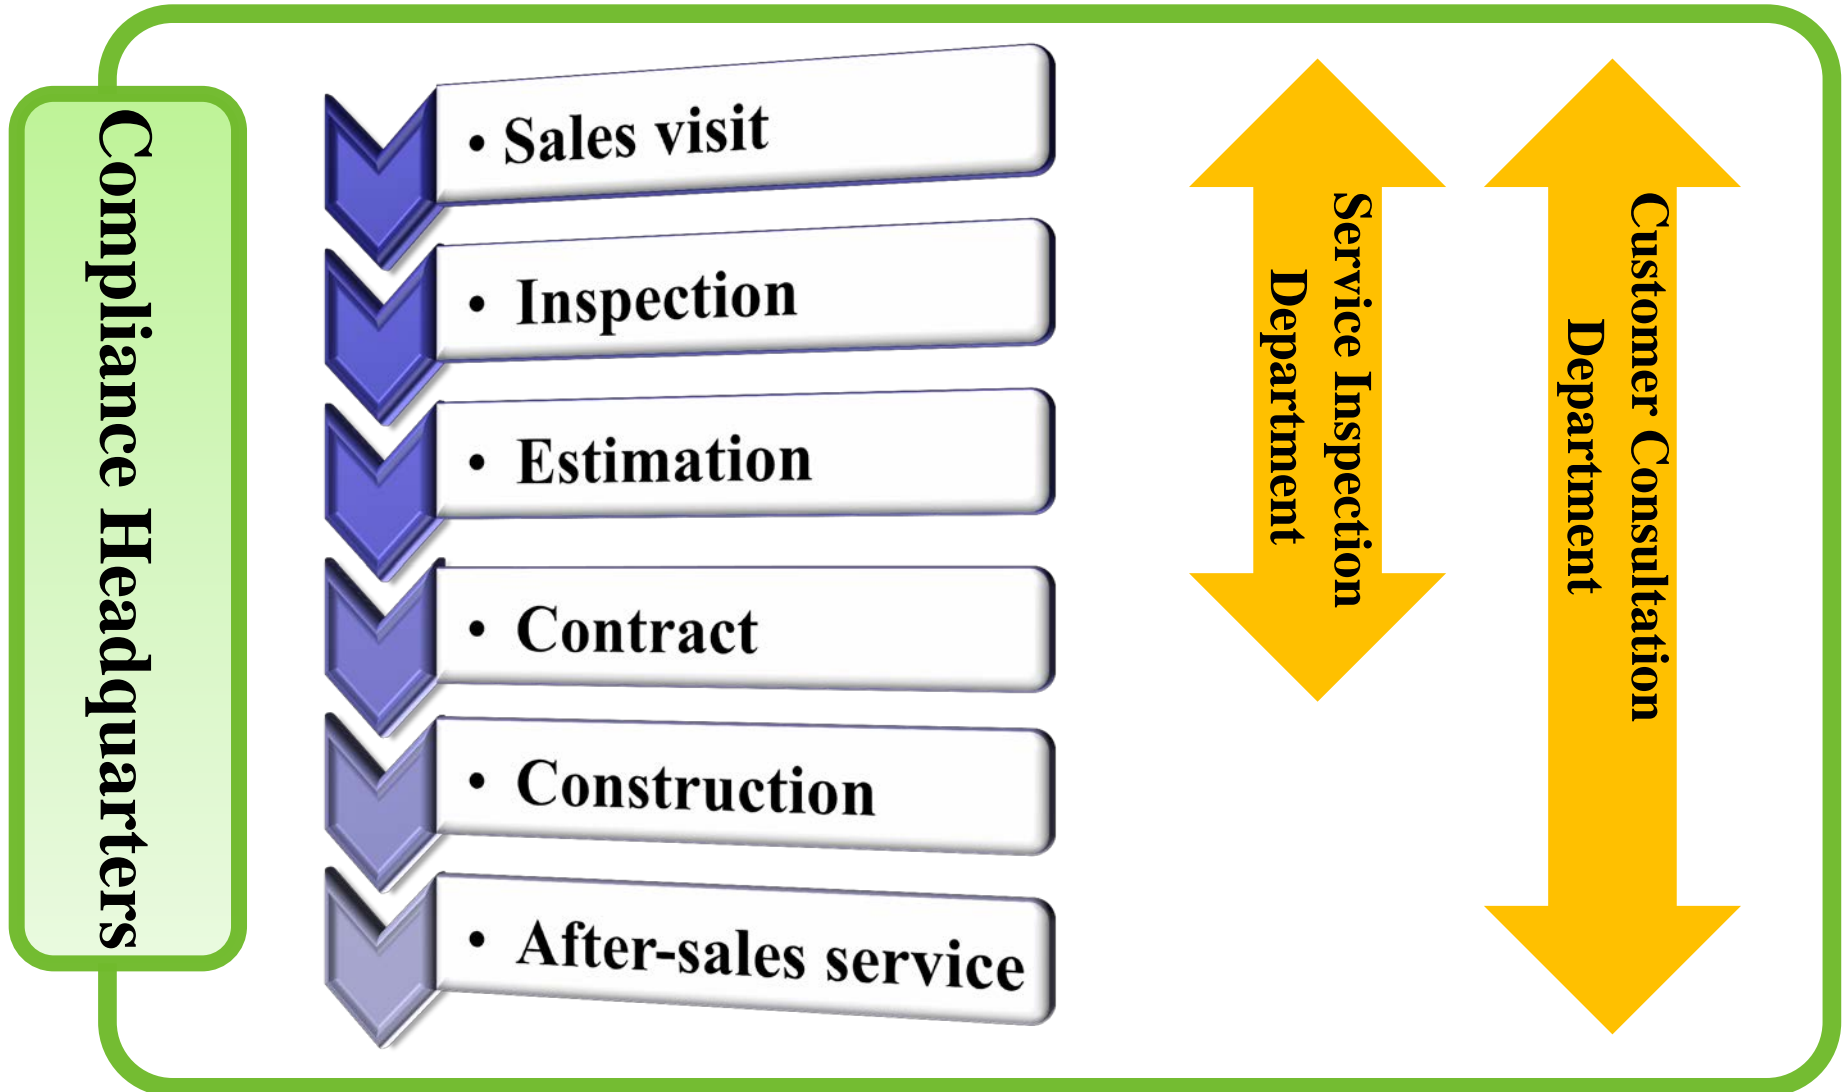 Compliance Headquarters
• Sales visit
• Inspection
• Estimation
• Contract
• Construction
• After-sales service
Service Inspection
Department
Customer Consultation
Department